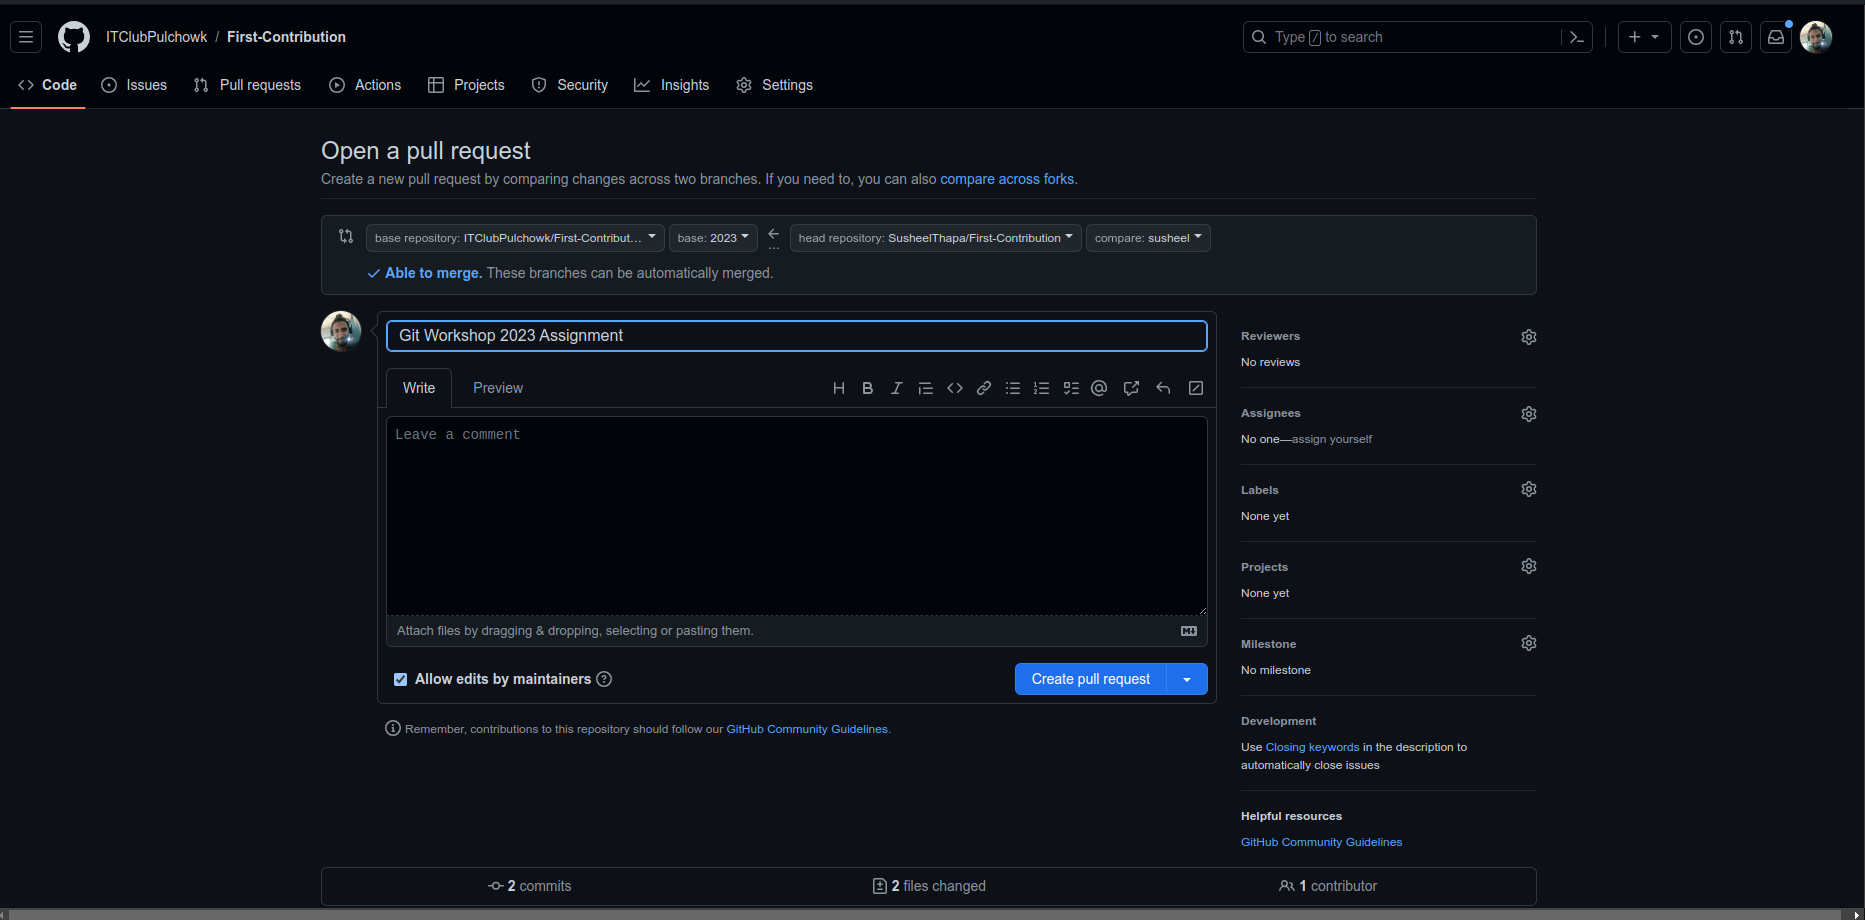 ITClubPulchowk / First-Contribution
Type / to search
Code Issues Pull requests Actions Projects Security Insights Settings
Open a pull request
Create a new pull request by comparing changes across two branches. If you need to, you can also compare across forks.
base repository: ITClubPulchowk/First-Contribut... base: 2023 head repository: SusheelThapa/First-Contribution compare: susheel
Able to merge. These branches can be automatically merged.
Git Workshop 2023 Assignment
Write Preview
Leave a comment
Attach files by dragging & dropping, selecting or pasting them.
Allow edits by maintainers
Create pull request
Remember, contributions to this repository should follow our GitHub Community Guidelines.
Reviewers
No reviews
Assignees
No one—assign yourself
Labels
None yet
Projects
None yet
Milestone
No milestone
Development
Use Closing keywords in the description to
automatically close issues
Helpful resources
GitHub Community Guidelines
2 commits 2 files changed 1 contributor